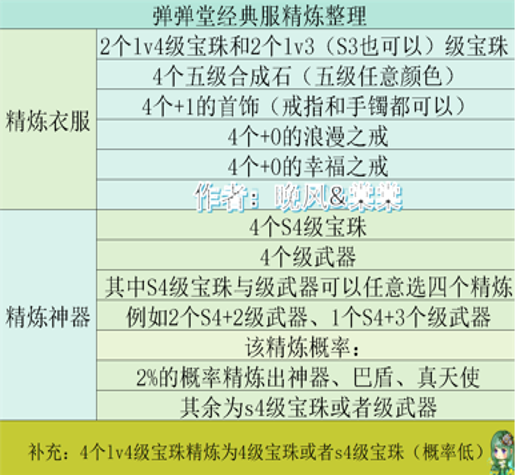 弹弹堂经典服精炼整理
精炼衣服
2个lv4级宝珠和2个lv3（S3也可以）级宝珠
4个五级合成石（五级任意颜色）
4个+1的首饰（戒指和手镯都可以）
4个+0的浪漫之戒
4个+0的幸福之戒
作者：晚风&棠棠
精炼神器
4个S4级宝珠
4个级武器
其中S4级宝珠与级武器可以任意选四个精炼
例如2个S4+2级武器、1个S4+3个级武器
该精炼概率：
2%的概率精炼出神器、巴盾、真天使
其余为s4级宝珠或者级武器
补充：4个lv4级宝珠精炼为4级宝珠或者s4级宝珠（概率低）